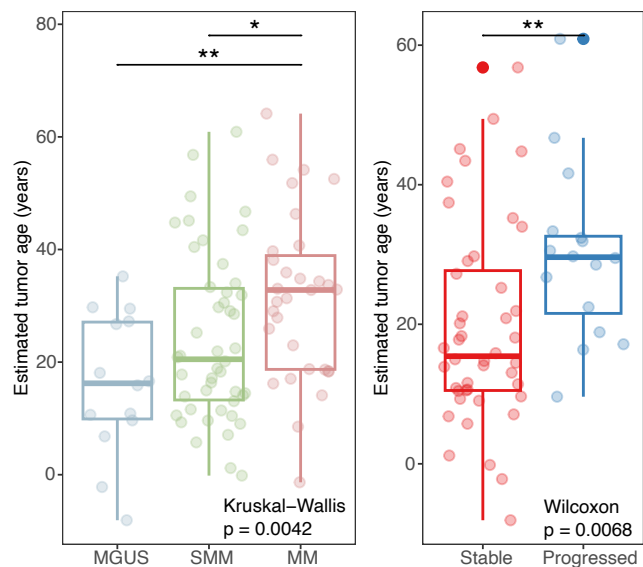 Estimated tumor age (years)
80
60
40
20
0
*
**
Kruskal−Wallis
p = 0.0042
MGUS SMM MM
Estimated tumor age (years)
60
40
20
0
**
Wilcoxon
p = 0.0068
Stable Progressed